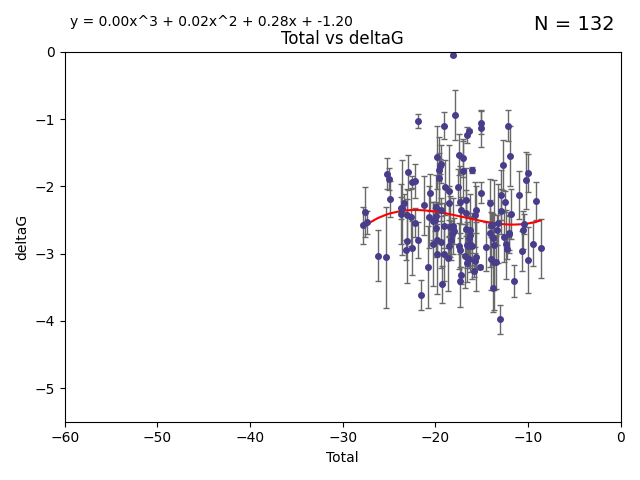 y = 0.00x^3 + 0.02x^2 + 0.28x + -1.20
N = 132
Total vs deltaG
0
−1
−2
−3
−4
−5
deltaG
−60 −50 −40 −30 −20 −10 0
Total